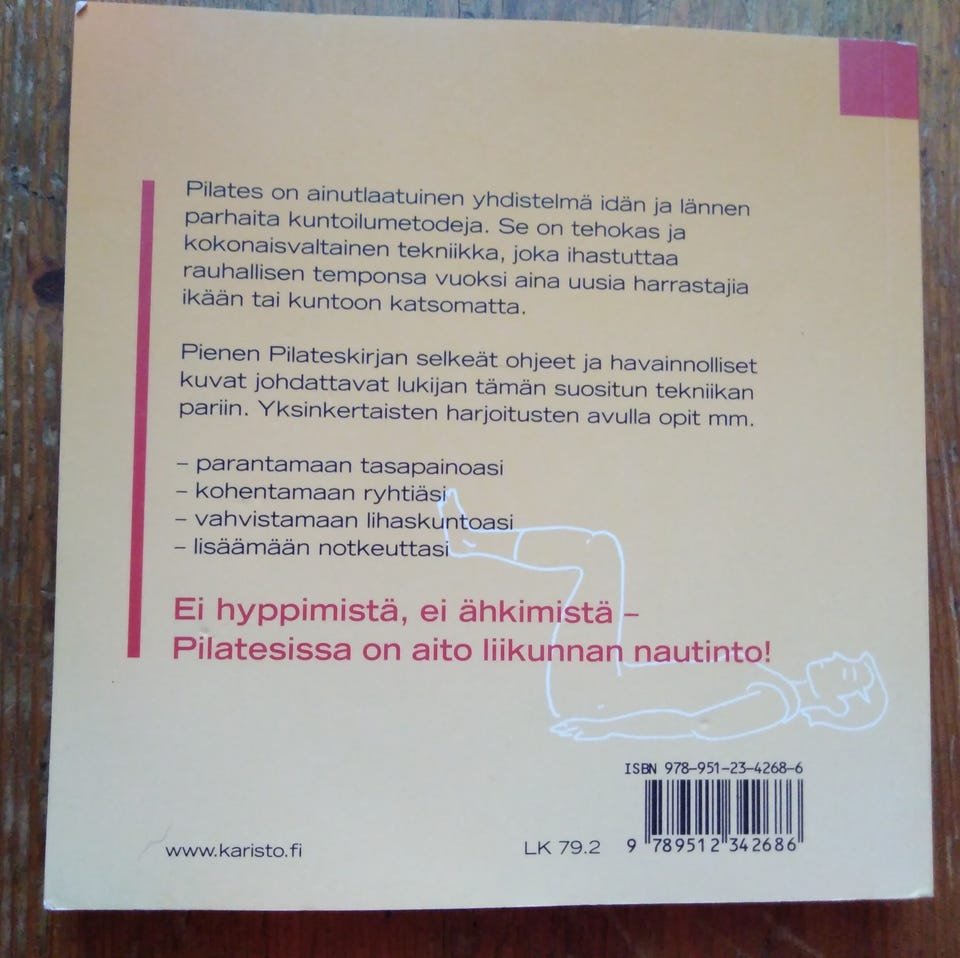 Pilates on ainutlaatuinen yhdistelmä idän ja lännen
parhaita kuntoilumetodeja. Se on tehokas ja
kokonaisvaltainen tekniikka, joka ihastuttaa
rauhallisen temponsa vuoksi aina uusia harrastajia
ikään tai kuntoon katsomatta.
Pienen Pilateskirjan selkeät ohjeet ja havainnolliset
kuvat johdattavat lukijan tämän suositun tekniikan
pariin. Yksinkertaisten harjoitusten avulla opit mm.
– parantamaan tasapainoasi
– kohentamaan ryhtiäsi
– vahvistamaan lihaskuntoasi
– lisäämään notkeuttasi
Ei hyppimistä, ei ähkimistä –
Pilatesissa on aito liikunnan nautinto!
ISBN 978–951–23–4268–6
www.karisto.fi
LK 79.2
9 789512 342686